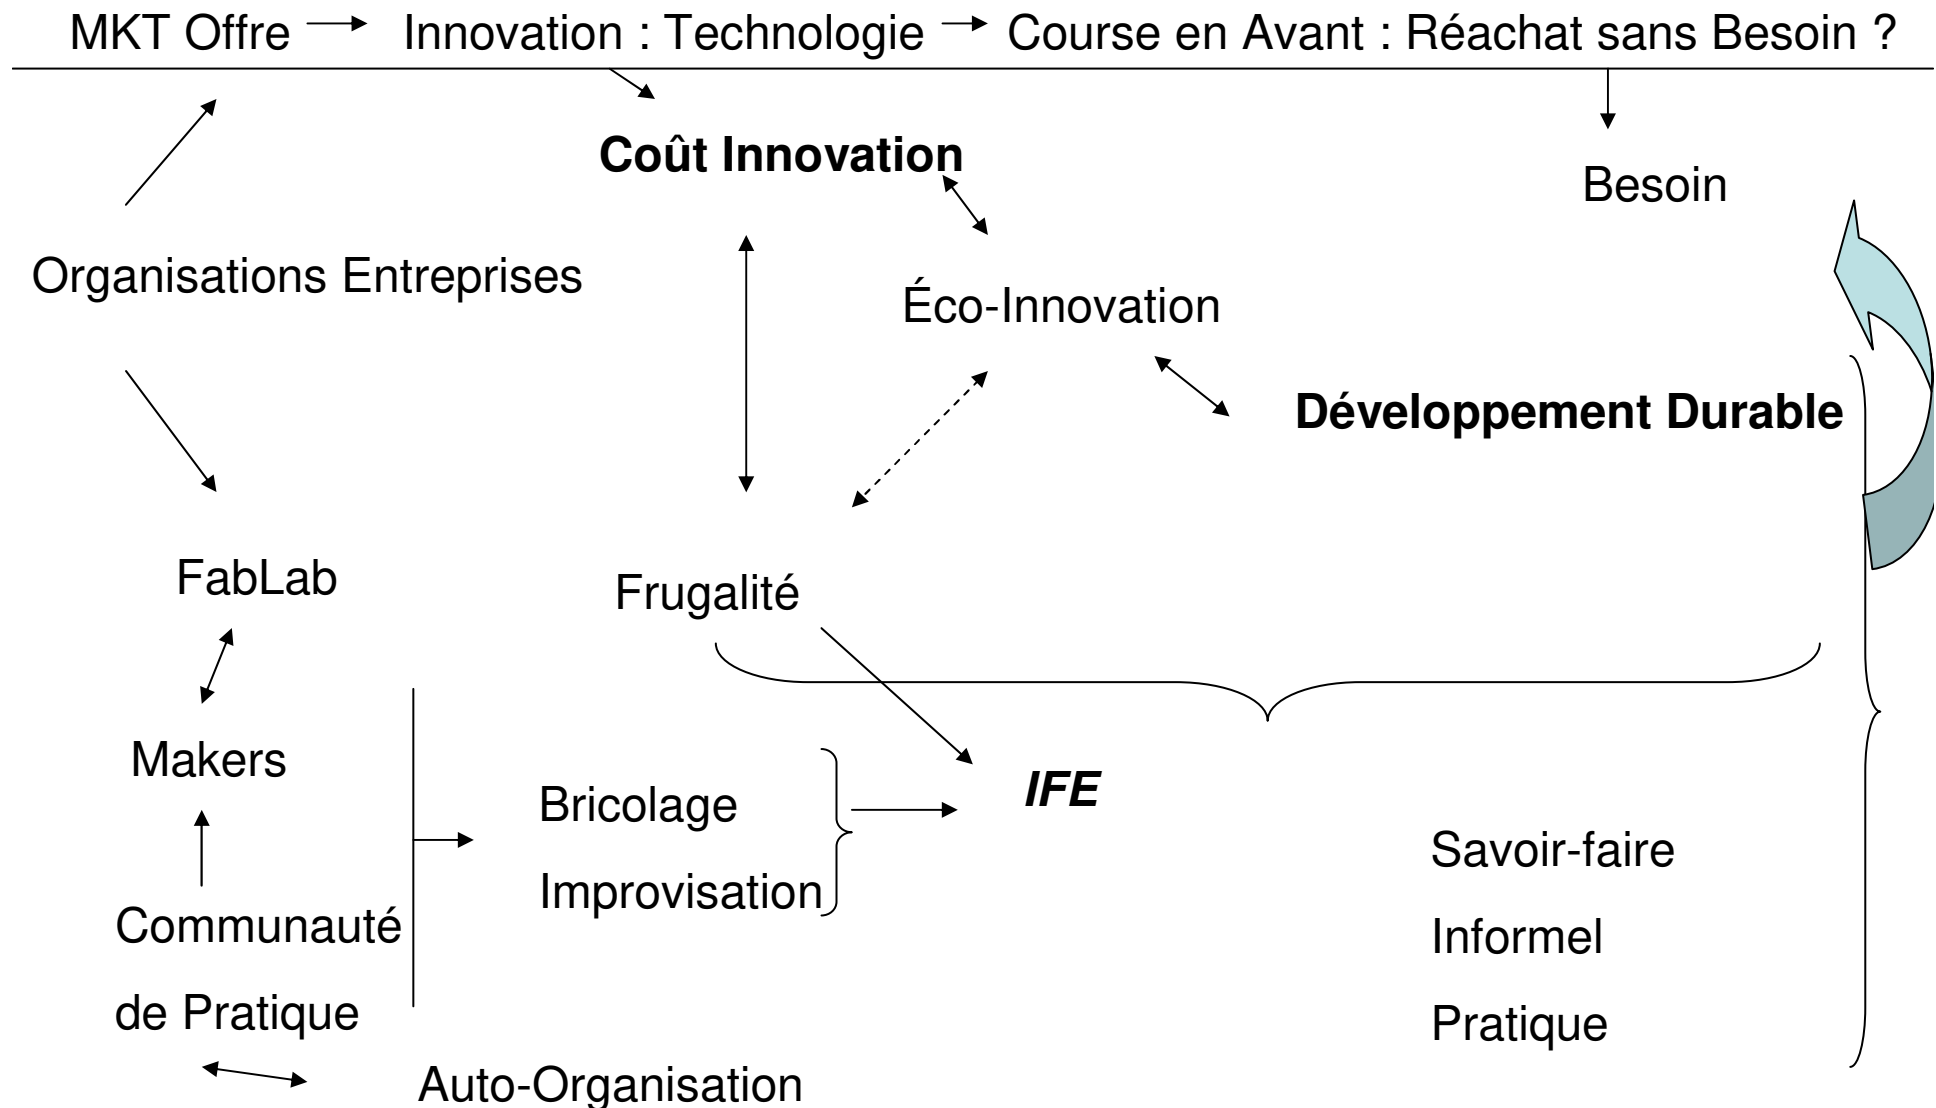 MKT Offre Innovation : Technologie Course en Avant : Réachat sans Besoin ?
Coût Innovation
Besoin
Organisations Entreprises
Éco-Innovation
Développement Durable
FabLab
Frugalité
Makers
IFE
Bricolage
Savoir-faire
Improvisation
Communauté
Informel
de Pratique
Pratique
Auto-Organisation